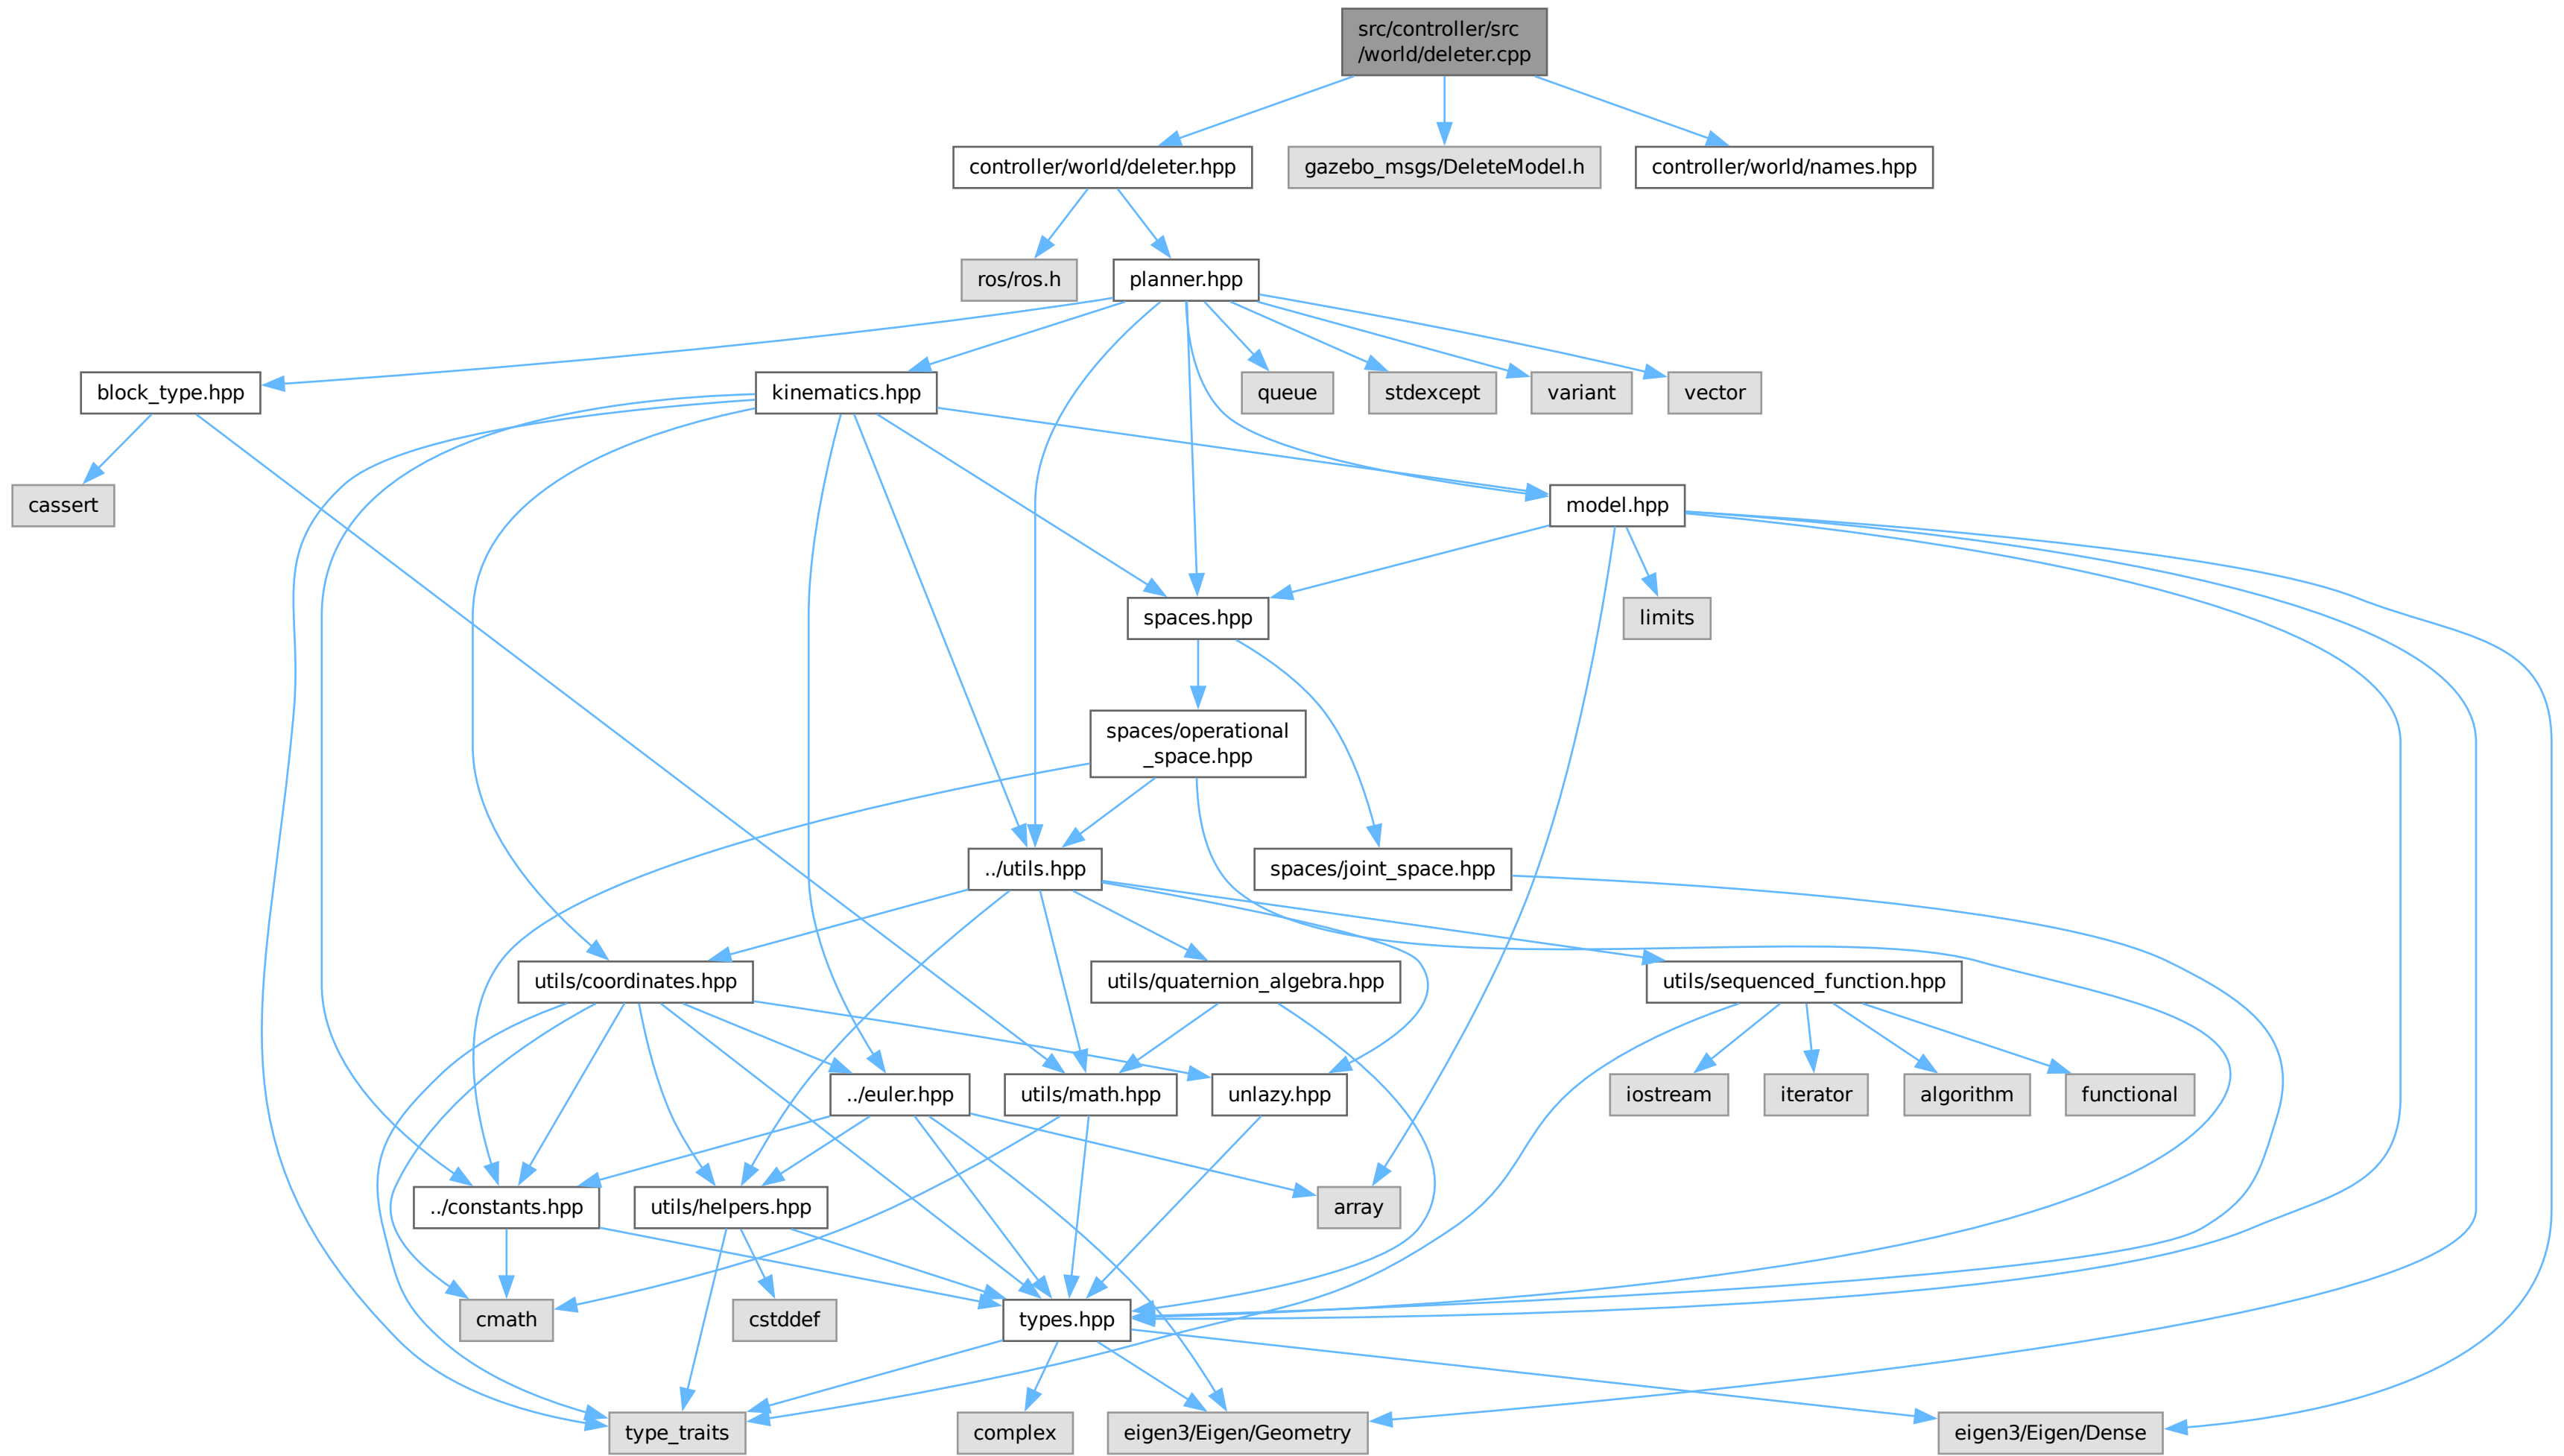 src/controller/src
/world/deleter.cpp
controller/world/deleter.hpp
gazebo_msgs/DeleteModel.h
controller/world/names.hpp
ros/ros.h
planner.hpp
block_type.hpp
kinematics.hpp
queue
stdexcept
variant
vector
cassert
model.hpp
spaces.hpp
limits
spaces/operational
_space.hpp
../utils.hpp
spaces/joint_space.hpp
utils/coordinates.hpp
utils/quaternion_algebra.hpp
utils/sequenced_function.hpp
../euler.hpp
utils/math.hpp
unlazy.hpp
iostream
iterator
algorithm
functional
../constants.hpp
utils/helpers.hpp
array
cmath
cstddef
types.hpp
type_traits
complex
eigen3/Eigen/Geometry
eigen3/Eigen/Dense